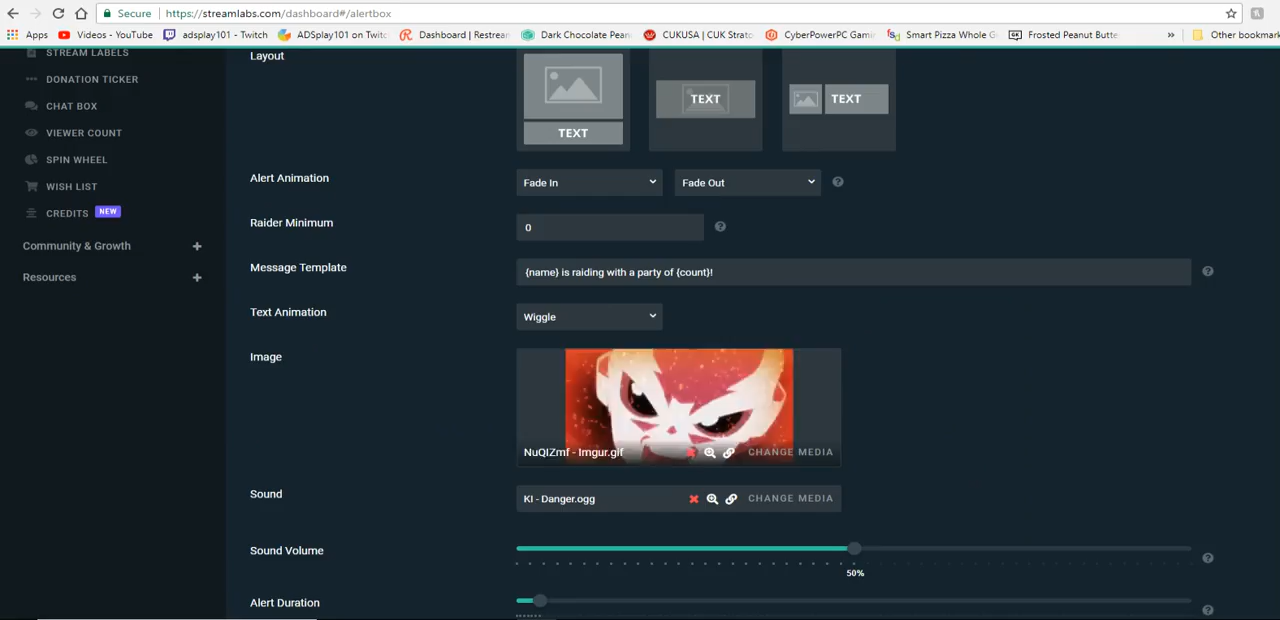 Secure https://streamlabs.com/dashboard#/alertbox
Apps Videos - YouTube adsplay101 - Twitch ADSplay101 on Twitc Dashboard | Restream Dark Chocolate Pean CUKUSA | CUK Strato CyberPowerPC Gami Smart Pizza Whole G Frosted Peanut Butte » Other bookmark
STREAM LABELS
DONATION TICKER
CHAT BOX
VIEWER COUNT
SPIN WHEEL
WISH LIST
CREDITS NEW
Community & Growth +
Resources +
Layout
TEXT
TEXT
TEXT
Alert Animation Fade In Fade Out ?
Raider Minimum 0 ?
Message Template {name} is raiding with a party of {count}! ?
Text Animation Wiggle
Image
NuQIZmf - Imgur.gif CHANGE MEDIA
Sound KI - Danger.ogg CHANGE MEDIA
Sound Volume ?
50%
Alert Duration ?